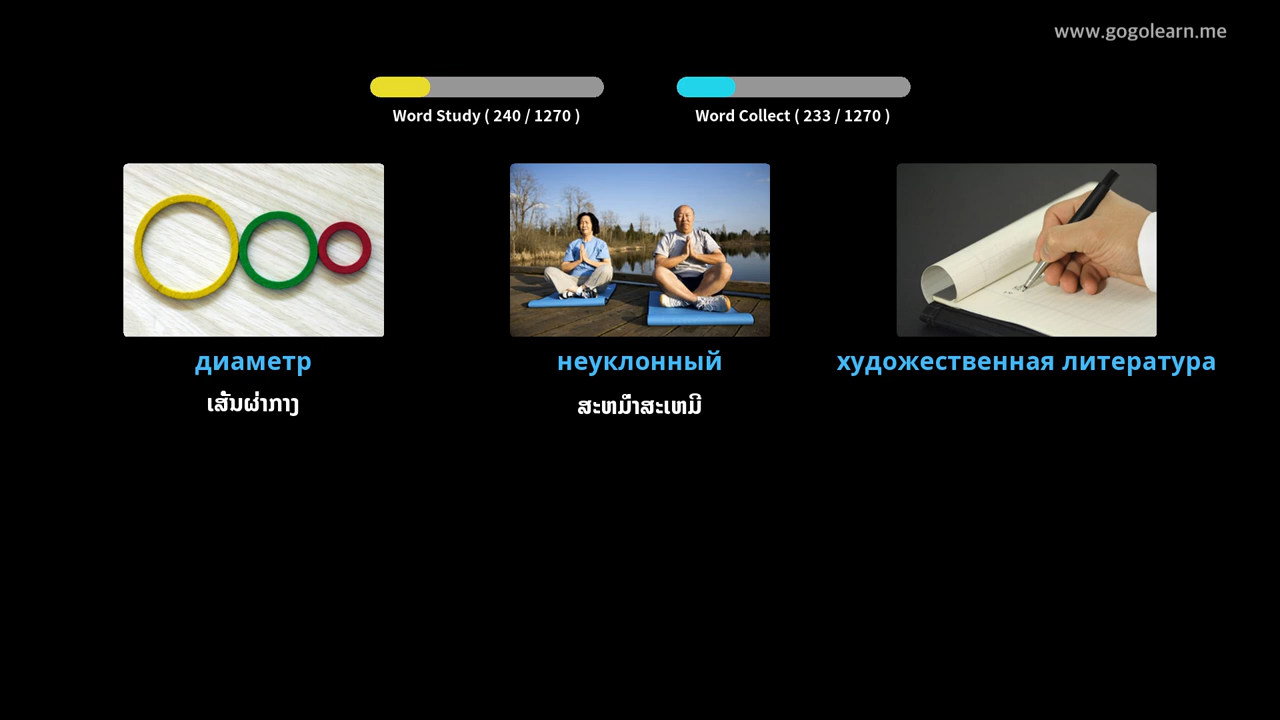 www.gogolearn.me
Word Study ( 240 / 1270 )
Word Collect ( 233 / 1270 )
диаметр
неуклонный
художественная литература
ເສັ້ນຜ່າກາງ
ສະຫມ່ຳສະເຫມີ